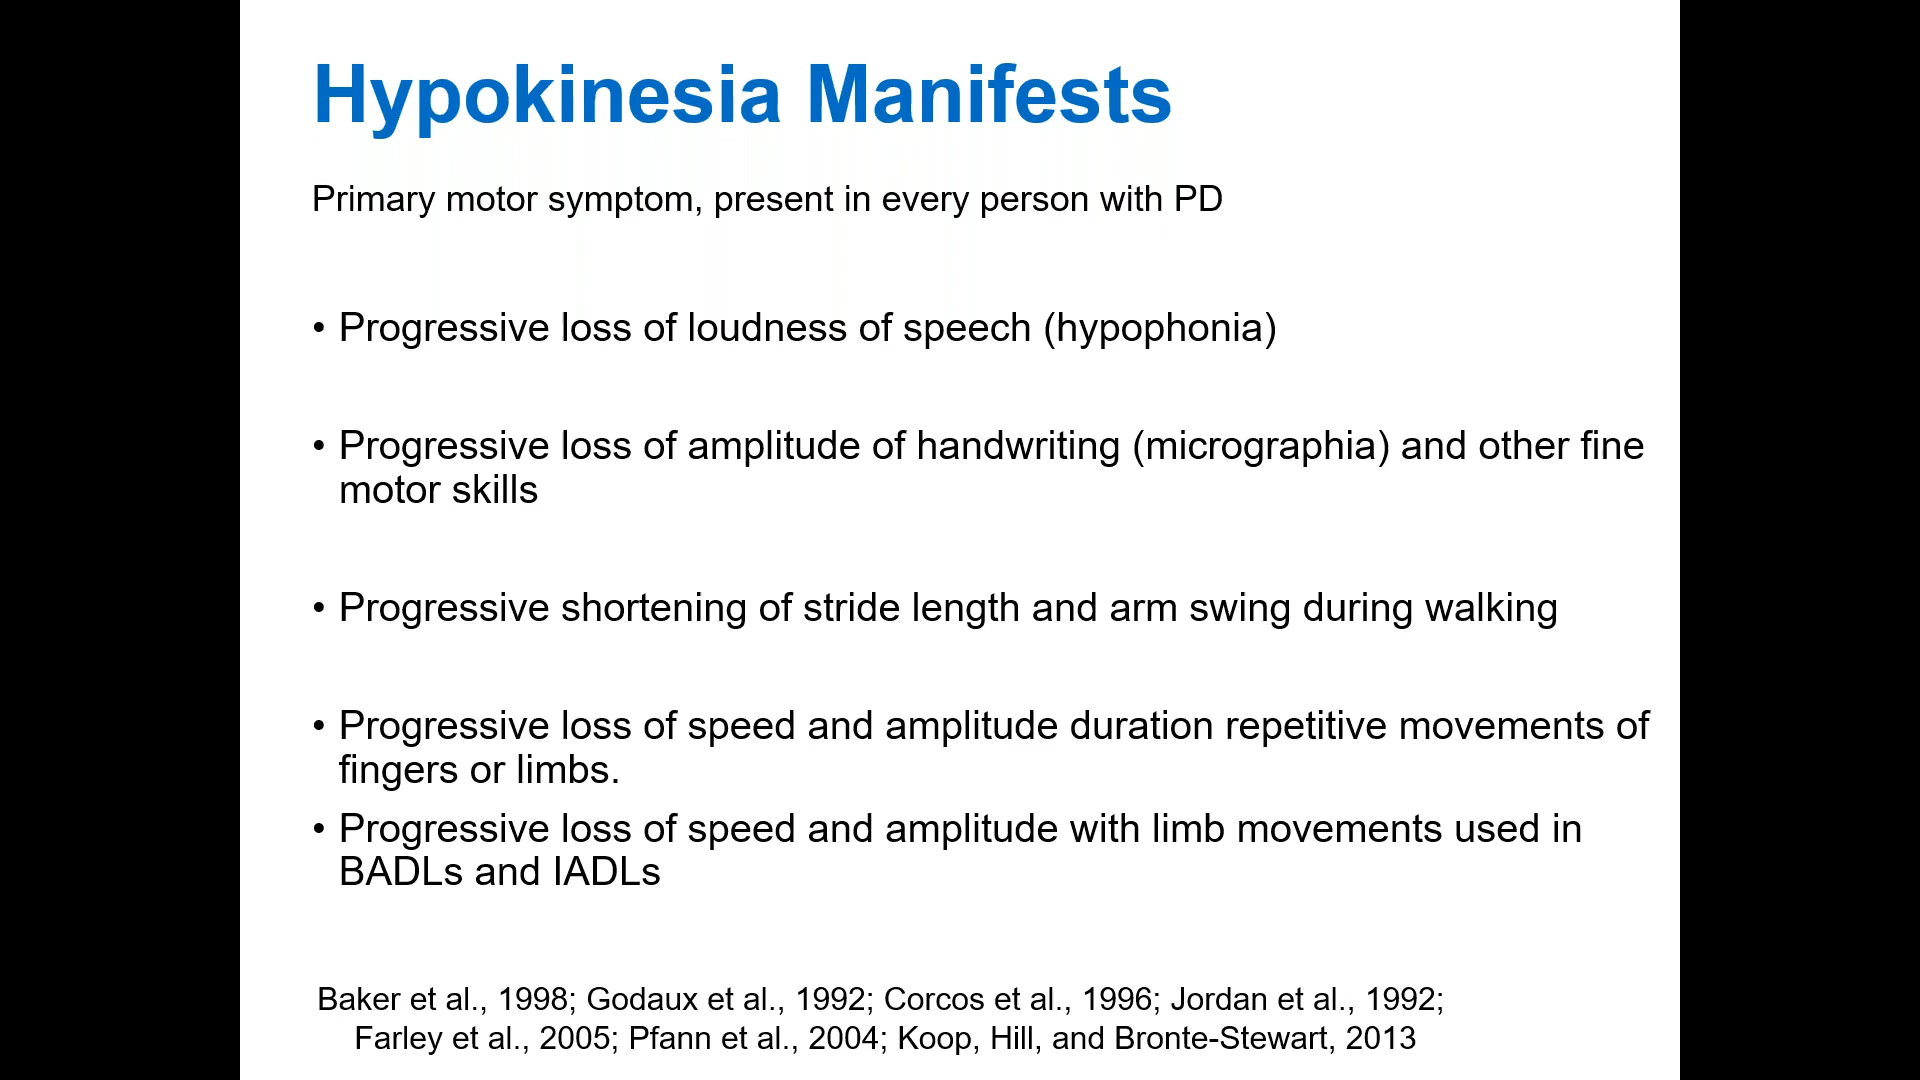 Hypokinesia Manifests
Primary motor symptom, present in every person with PD
• Progressive loss of loudness of speech (hypophonia)
• Progressive loss of amplitude of handwriting (micrographia) and other fine
motor skills
• Progressive shortening of stride length and arm swing during walking
• Progressive loss of speed and amplitude duration repetitive movements of
fingers or limbs.
• Progressive loss of speed and amplitude with limb movements used in
BADLs and IADLs
Baker et al., 1998; Godaux et al., 1992; Corcos et al., 1996; Jordan et al., 1992;
Farley et al., 2005; Pfann et al., 2004; Koop, Hill, and Bronte-Stewart, 2013